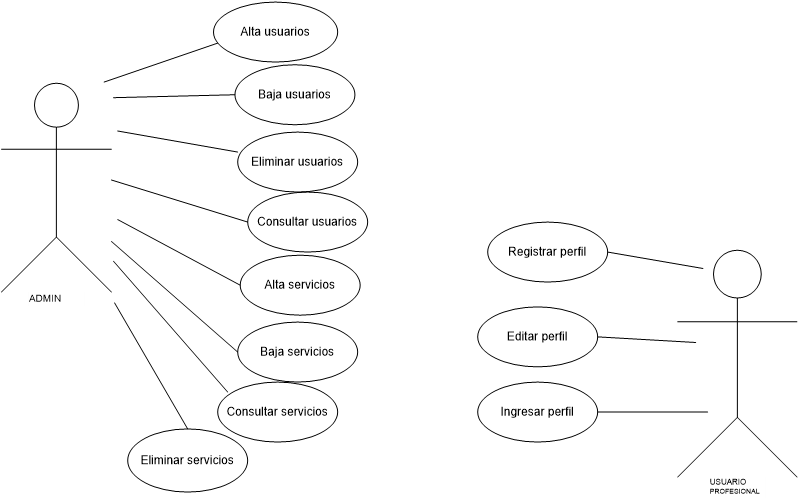 Alta usuarios
Baja usuarios
Eliminar usuarios
Consultar usuarios
Alta servicios
Baja servicios
Consultar servicios
Eliminar servicios
ADMIN
Registrar perfil
Editar perfil
Ingresar perfil
USUARIO
PROFESIONAL